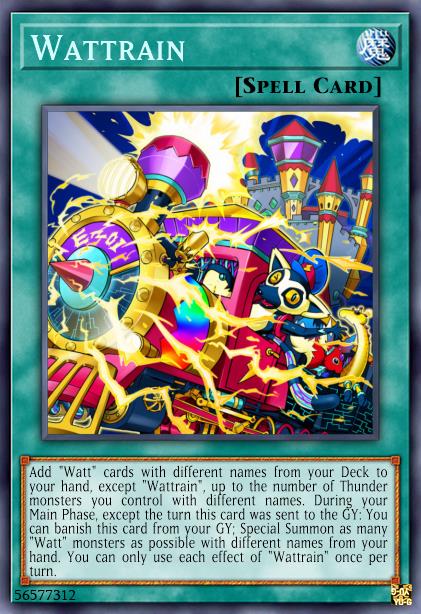 Wattrain
[Spell Card]
Add "Watt" cards with different names from your Deck to
your hand, except "Wattrain", up to the number of Thunder
monsters you control with different names. During your
Main Phase, except the turn this card was sent to the GY: You
can banish this card from your GY; Special Summon as many
"Watt" monsters as possible with different names from your
hand. You can only use each effect of "Wattrain" once per
turn.
56577312